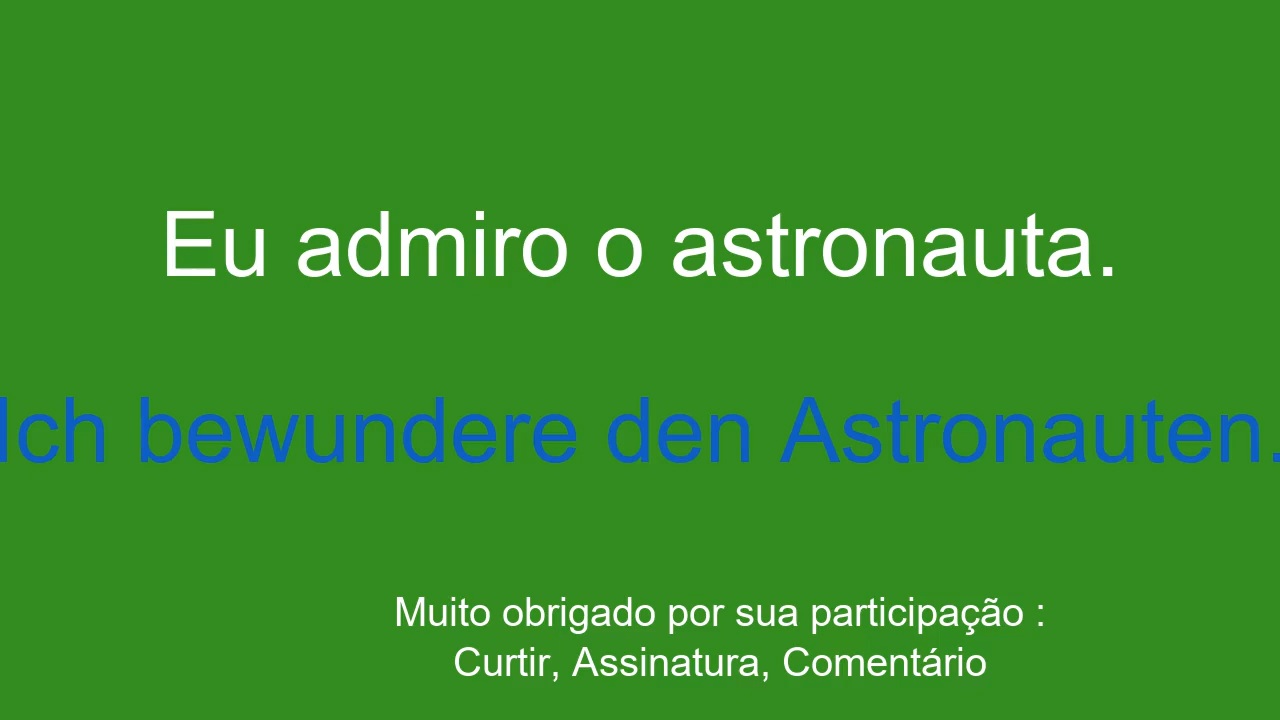 Eu admiro o astronauta.
Ich bewundere den Astronauten.
Muito obrigado por sua participação :
Curtir, Assinatura, Comentário